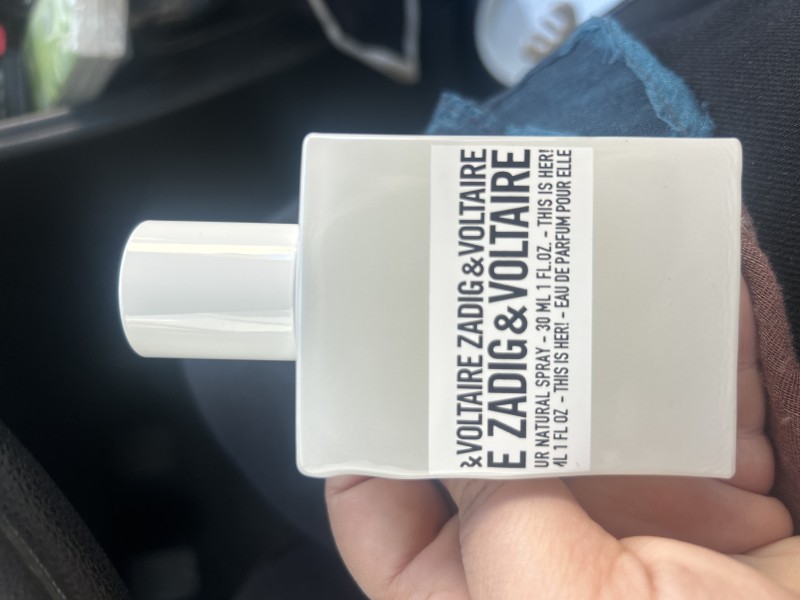 & VOLTAIRE ZADIG & VOLTAIRE
E ZADIG & VOLTAIRE
UR NATURAL SPRAY – 30 ML 1 FL.OZ. – THIS IS HER!
ML 1 FL OZ – THIS IS HER! – EAU DE PARFUM POUR ELLE